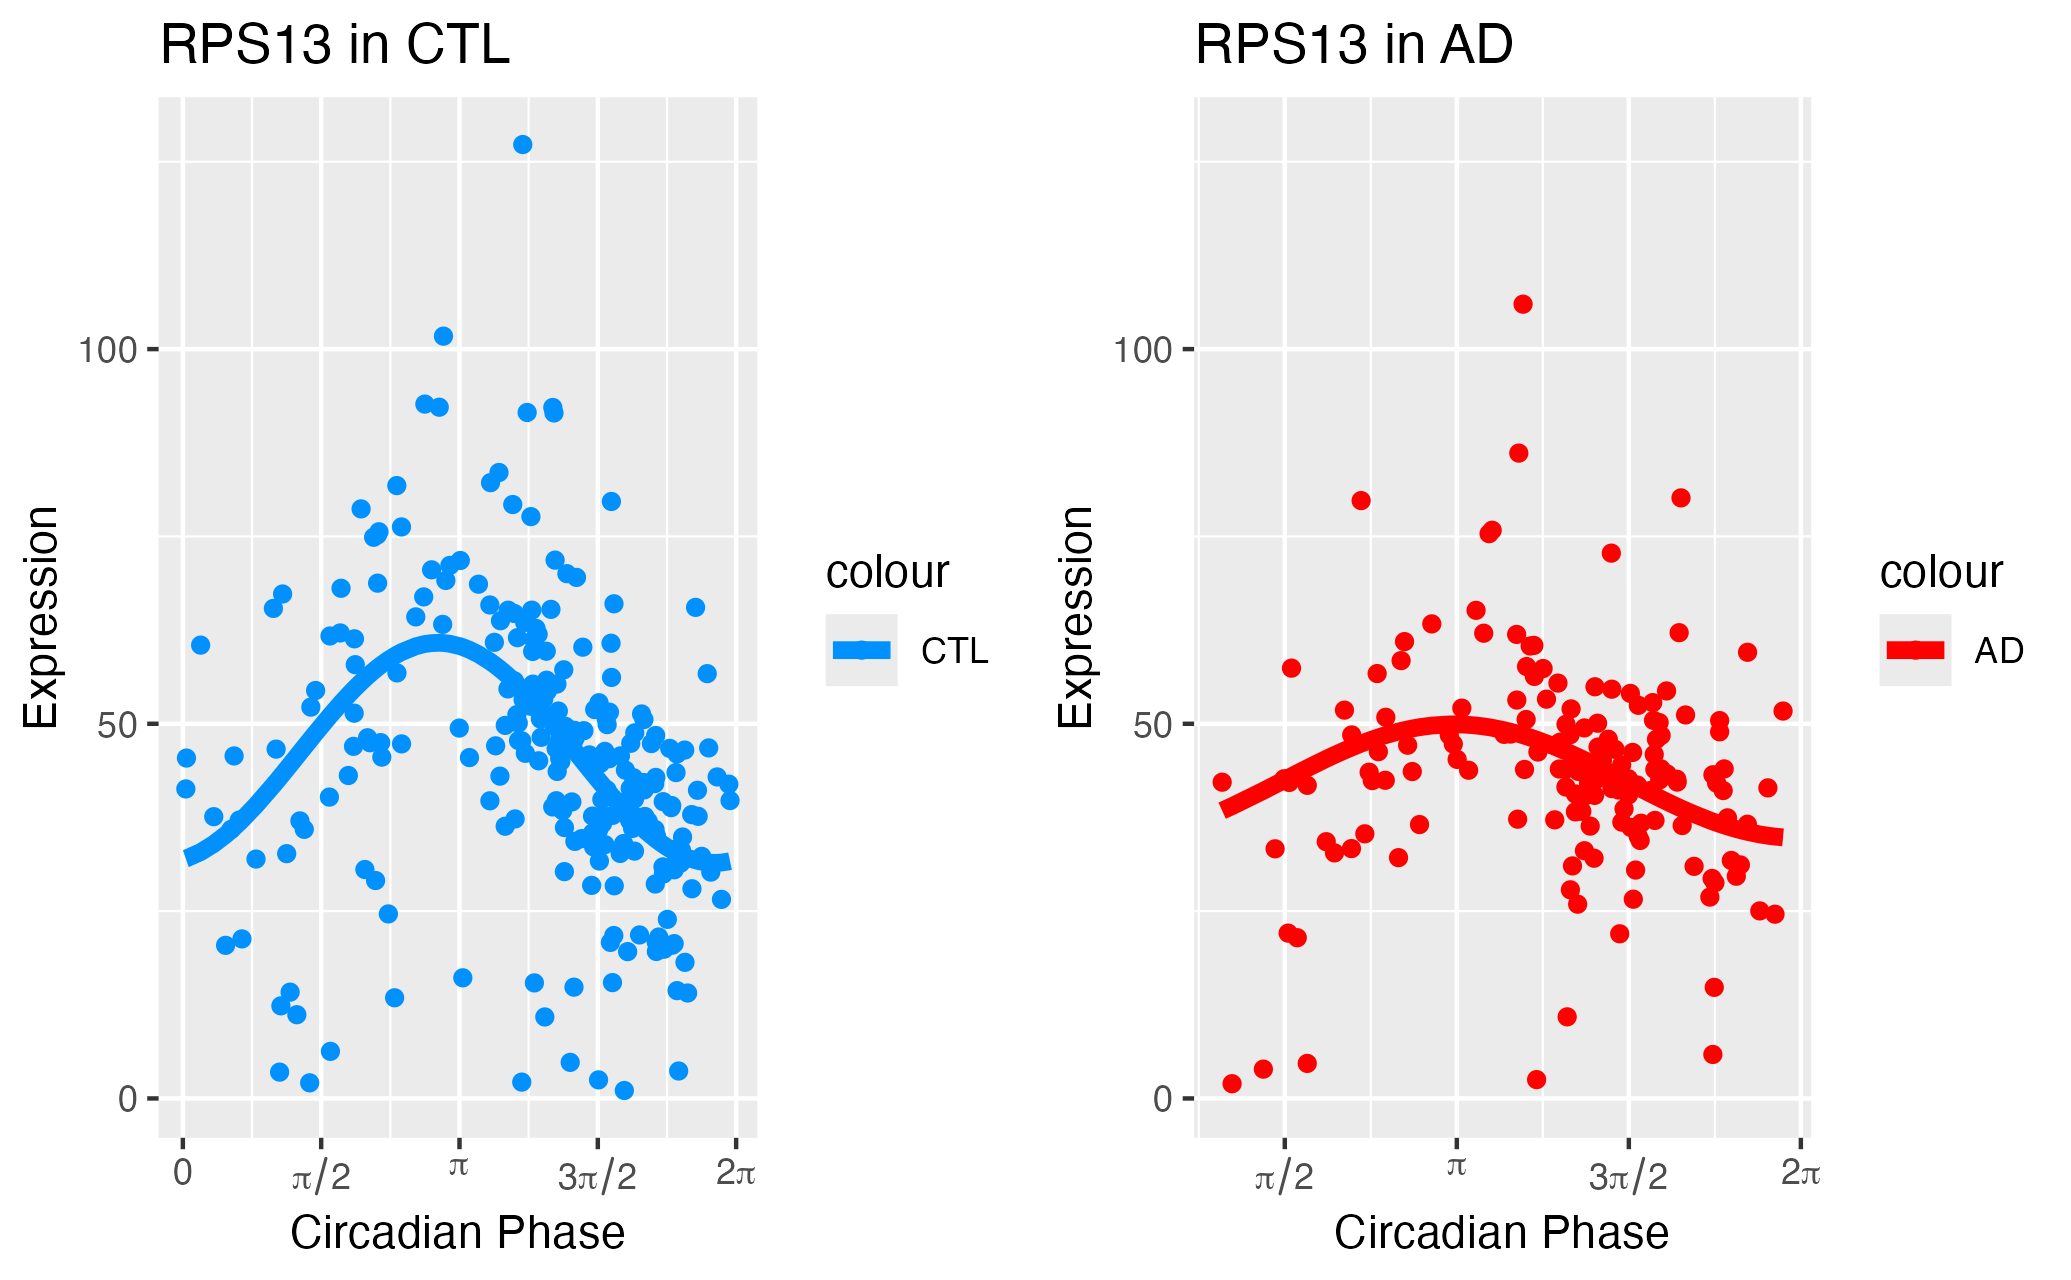 RPS13 in CTL
Expression
100
50
0
0 π/2 π 3π/2 2π
Circadian Phase
colour
CTL
RPS13 in AD
Expression
100
50
0
π/2 π 3π/2 2π
Circadian Phase
colour
AD